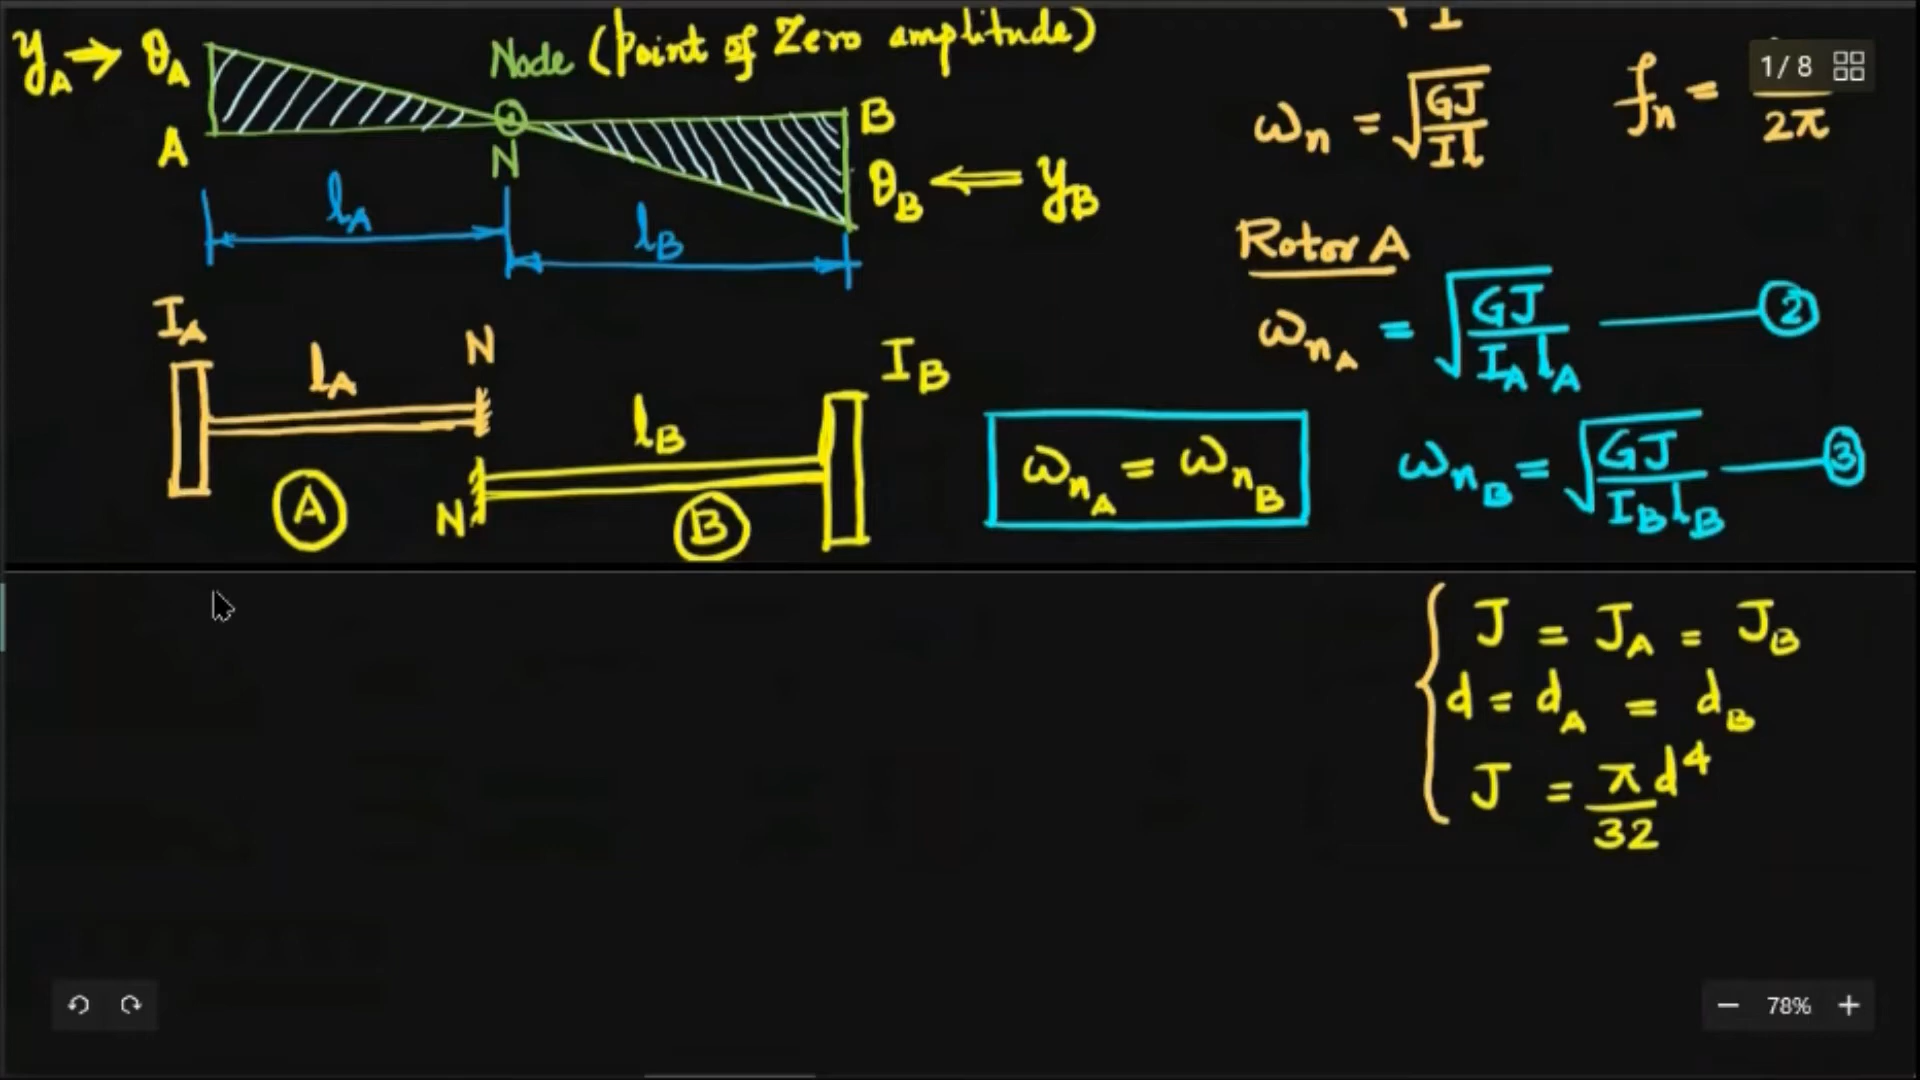 y_A → θ_A Node (Point of Zero amplitude)
A N B
θ_B ⇐ y_B
l_A l_B
ω_n = √(GJ/Il) f_n = /2π
1/8
Rotor A
ω_nA = √(GJ/I_A l_A) — ②
I_A l_A N
A
N l_B I_B
B
ω_nA = ω_nB
ω_nB = √(GJ/I_B l_B) — ③
J = J_A = J_B
d = d_A = d_B
J = π/32 d⁴
− 78% +